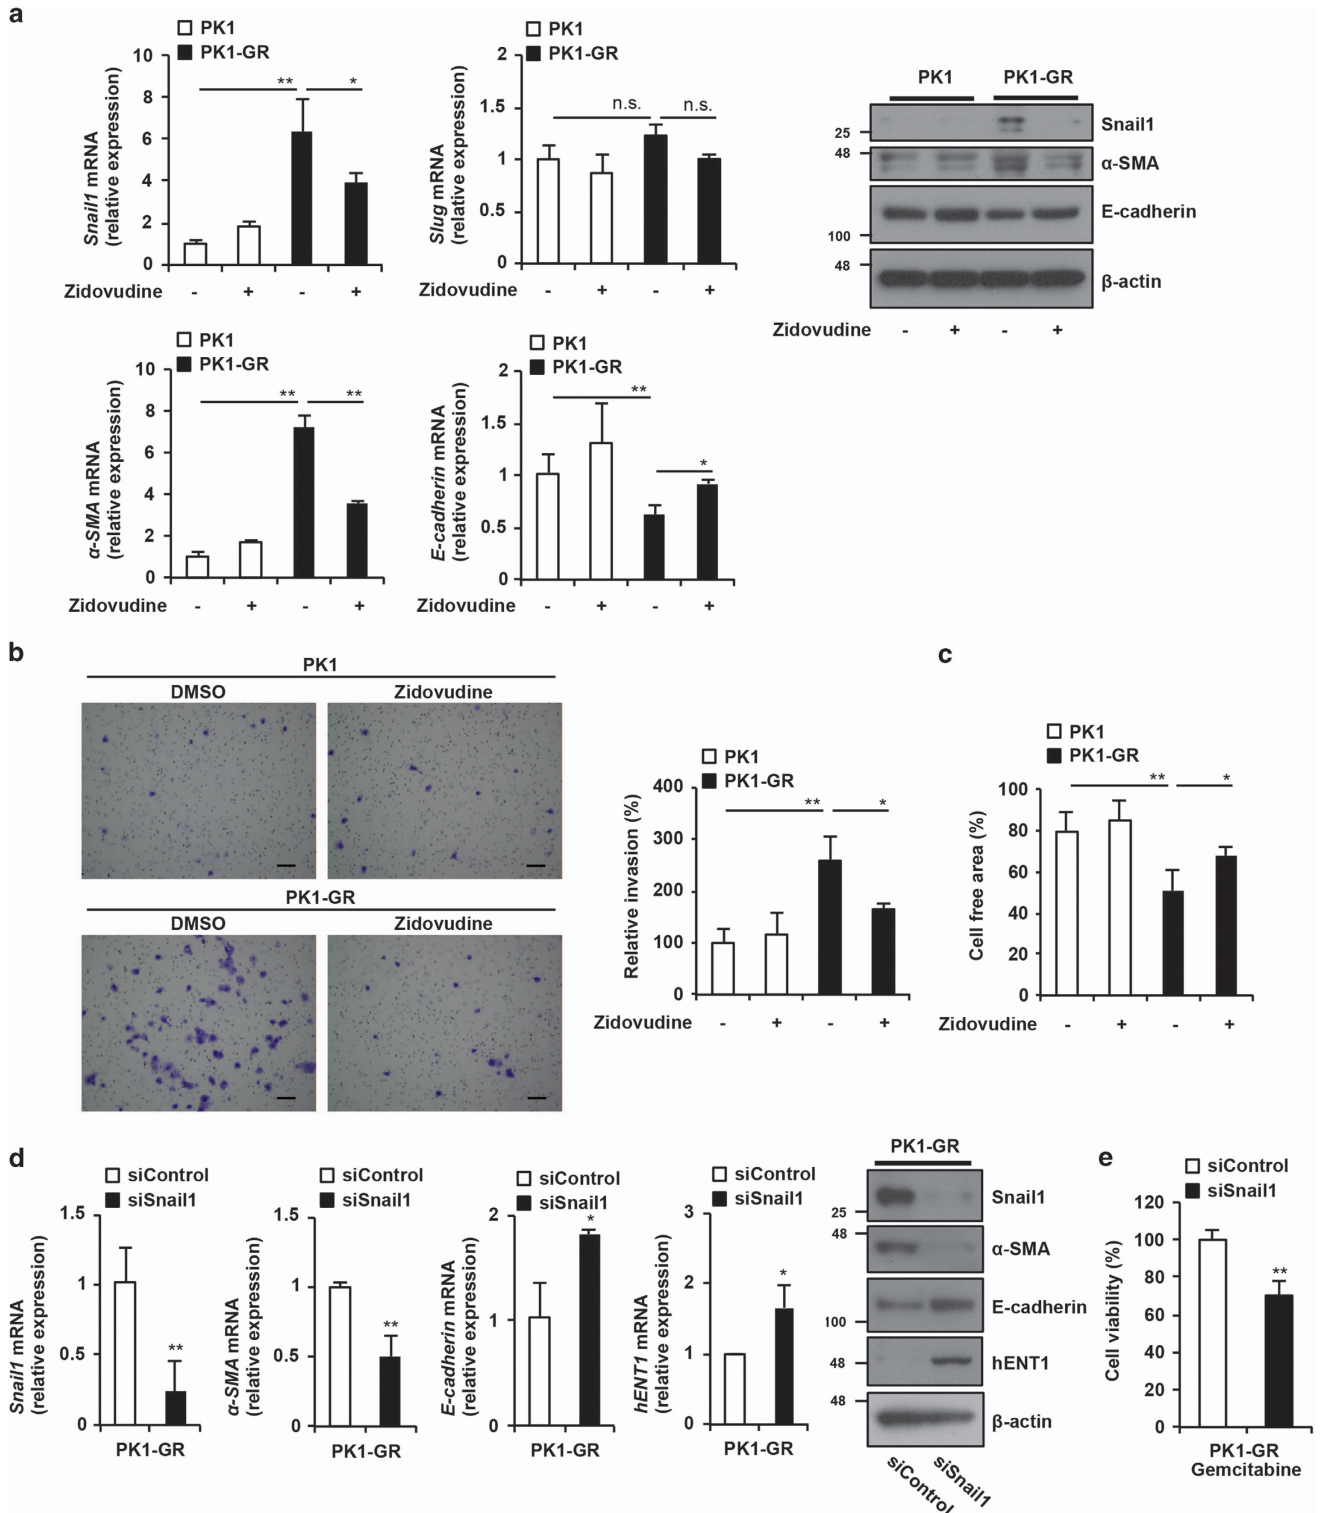 a
PK1
PK1-GR
10
8
6
4
2
0
Snail1 mRNA
(relative expression)
**
*
Zidovudine - + - +
PK1
PK1-GR
2
1.5
1
0.5
0
Slug mRNA
(relative expression)
n.s.
n.s.
Zidovudine - + - +
PK1 PK1-GR
25
48
100
48
Snail1
α-SMA
E-cadherin
β-actin
Zidovudine - + - +
PK1
PK1-GR
10
8
6
4
2
0
α-SMA mRNA
(relative expression)
**
**
Zidovudine - + - +
PK1
PK1-GR
2
1.5
1
0.5
0
E-cadherin mRNA
(relative expression)
**
*
Zidovudine - + - +
b
PK1
DMSO Zidovudine
PK1-GR
DMSO Zidovudine
PK1
PK1-GR
400
300
200
100
0
Relative invasion (%)
**
*
Zidovudine - + - +
c
PK1
PK1-GR
100
80
60
40
20
0
Cell free area (%)
**
*
Zidovudine - + - +
d
siControl
siSnail1
1.5
1
0.5
0
Snail1 mRNA
(relative expression)
**
PK1-GR
siControl
siSnail1
1.5
1
0.5
0
α-SMA mRNA
(relative expression)
**
PK1-GR
siControl
siSnail1
2
1
0
E-cadherin mRNA
(relative expression)
*
PK1-GR
siControl
siSnail1
3
2
1
0
hENT1 mRNA
(relative expression)
*
PK1-GR
PK1-GR
25
48
100
48
48
Snail1
α-SMA
E-cadherin
hENT1
β-actin
siControl
siSnail1
e
siControl
siSnail1
120
100
80
60
40
20
0
Cell viability (%)
**
PK1-GR
Gemcitabine